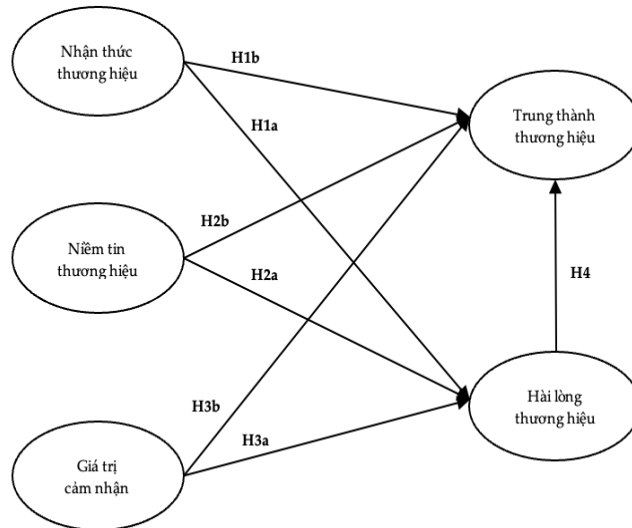 Nhận thức
thương hiệu
H1b
Trung thành
thương hiệu
H1a
H2b
Niềm tin
thương hiệu
H2a
H4
Hài lòng
thương hiệu
H3b
H3a
Giá trị
cảm nhận